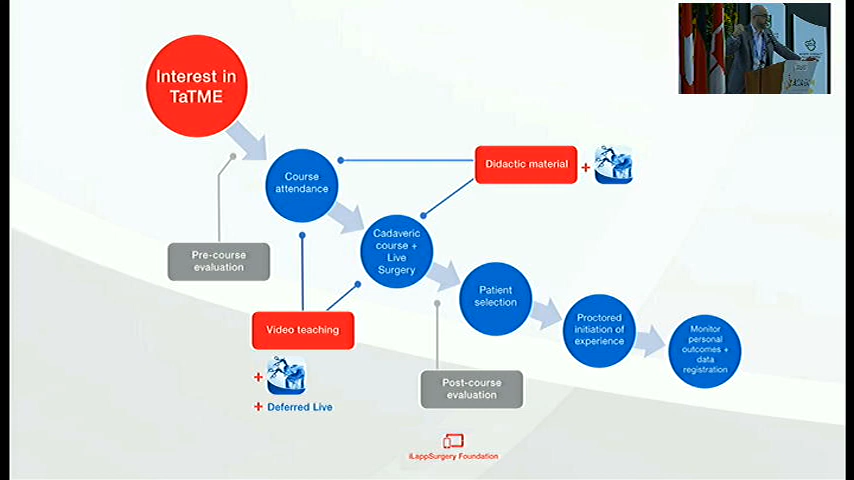 Interest in
TaTME
Course
attendance
Didactic material
+
Pre-course
evaluation
Cadaveric
course +
Live
Surgery
Patient
selection
Video teaching
Proctored
initiation of
experience
Monitor
personal
outcomes +
data
registration
+
+ Deferred Live
Post-course
evaluation
iLappSurgery Foundation